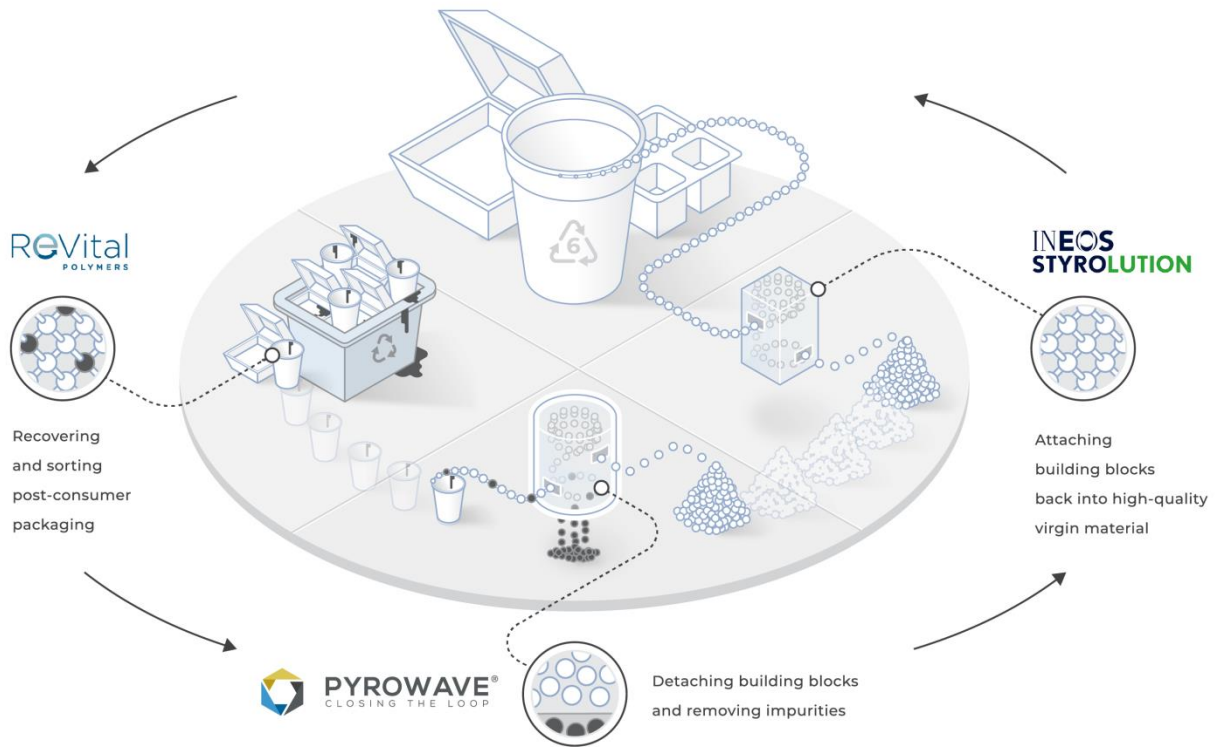 6
ReVital
POLYMERS
Recovering
and sorting
post-consumer
packaging
INEOS
STYROLUTION
Attaching
building blocks
back into high-quality
virgin material
PYROWAVE®
CLOSING THE LOOP
Detaching building blocks
and removing impurities